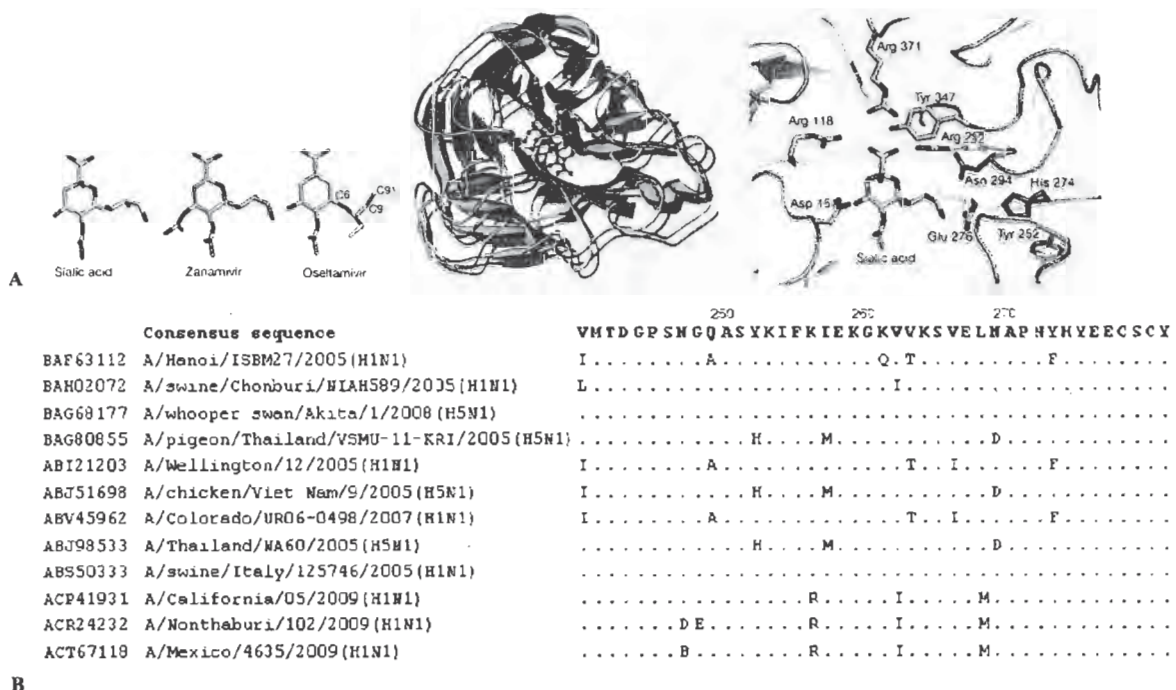 Arg 371
Tyr 347
Arg 118
Arg 292
Asn 294
His 274
C6 C9¹
C9
Asp 151
Glu 276 Tyr 252
Sialic acid Zanamivir Oseltamivir Sialic acid
A
250 260 270
Consensus sequence VMTDGPSNGQASYKIFKIEKGKVVKSVELNAPNYHYEECSCY
BAF63112 A/Hanoi/ISBM27/2005(H1N1) I........A...........Q.T.........F........
BAH02072 A/swine/Chonburi/NIAH589/2005(H1N1) L.....................I...................
BAG68177 A/whooper swan/Akita/1/2008(H5N1) ..........................................
BAG80855 A/pigeon/Thailand/VSMU-11-KRI/2005(H5N1) ............H....M...........D............
ABI21203 A/Wellington/12/2005(H1N1) I........A.............T..I......F........
ABJ51698 A/chicken/Viet Nam/9/2005(H5N1) I...........H....M...........D............
ABV45962 A/Colorado/UR06-0498/2007(H1N1) I........A.............T..I......F........
ABJ98533 A/Thailand/NA60/2005(H5N1) ............H....M...........D............
ABS50333 A/swine/Italy/125746/2005(H1N1) ..........................................
ACP41931 A/California/05/2009(H1N1) ................R.....I.....M.............
ACR24232 A/Nonthaburi/102/2009(H1N1) .......DE.......R.....I.....M.............
ACT67118 A/Mexico/4635/2009(H1N1) .......B........R.....I.....M.............
B